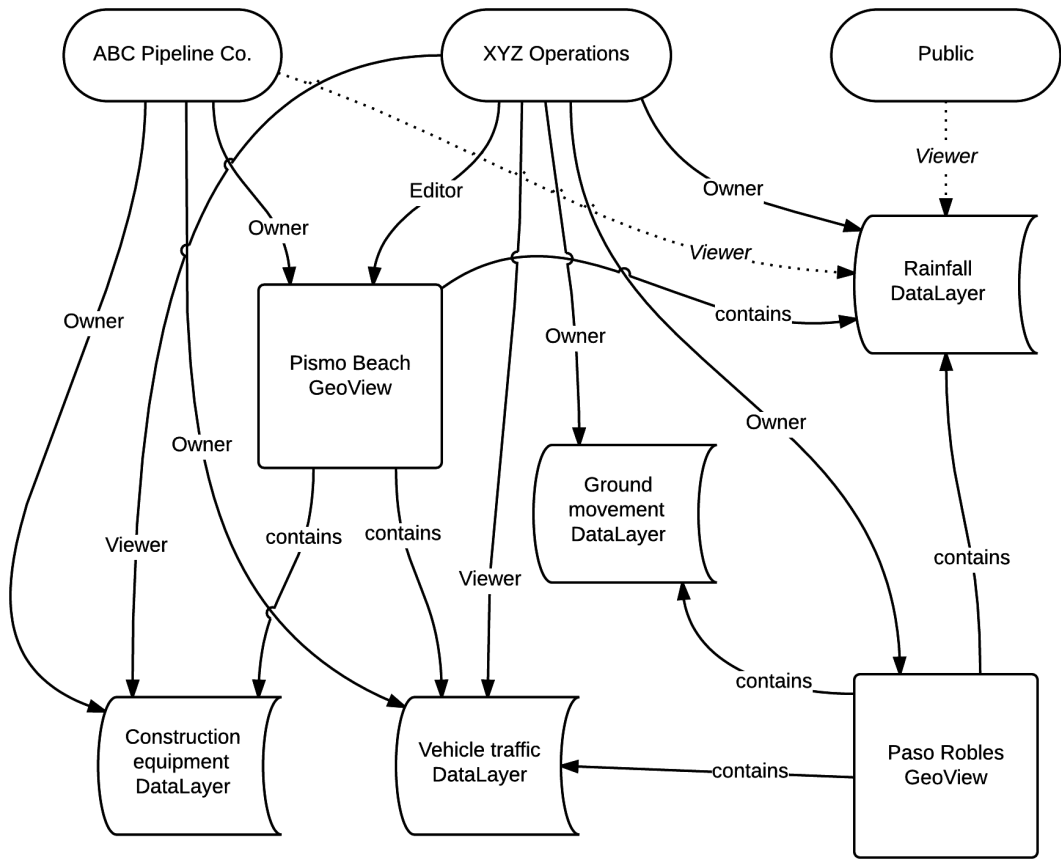 ABC Pipeline Co.
XYZ Operations
Public
Viewer
Editor
Owner
Owner
Viewer
Rainfall
DataLayer
Owner
contains
Owner
Pismo Beach
GeoView
Owner
Owner
Ground
movement
DataLayer
contains
contains
Viewer
Viewer
contains
contains
Construction
equipment
DataLayer
Vehicle traffic
DataLayer
contains
Paso Robles
GeoView